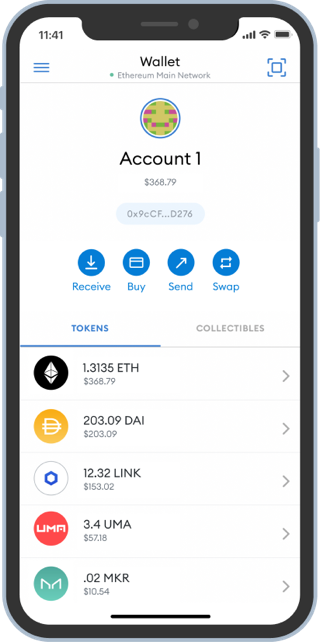 11:41
Wallet
Ethereum Main Network
Account 1
$368.79
0x9cCF...D276
Receive Buy Send Swap
TOKENS COLLECTIBLES
1.3135 ETH
$368.79
203.09 DAI
$203.09
12.32 LINK
$153.02
UMA
3.4 UMA
$57.18
.02 MKR
$10.54